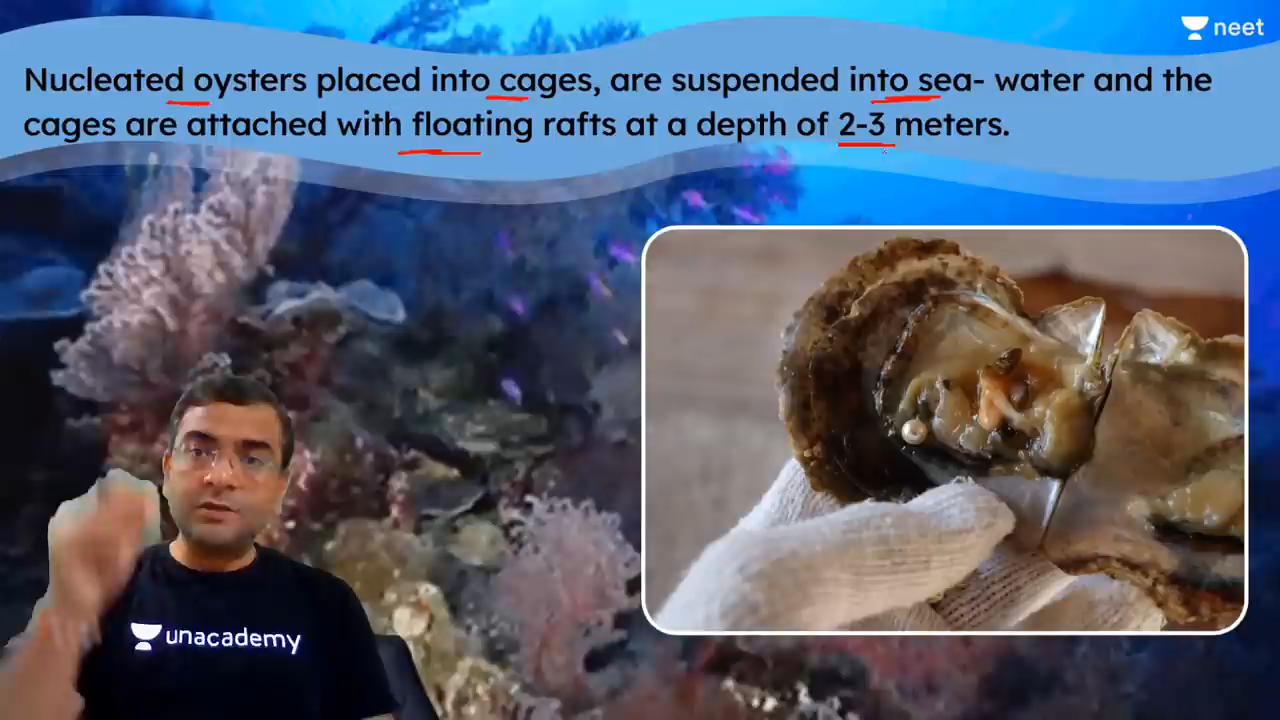 neet
Nucleated oysters placed into cages, are suspended into sea- water and the
cages are attached with floating rafts at a depth of 2-3 meters.
unacademy